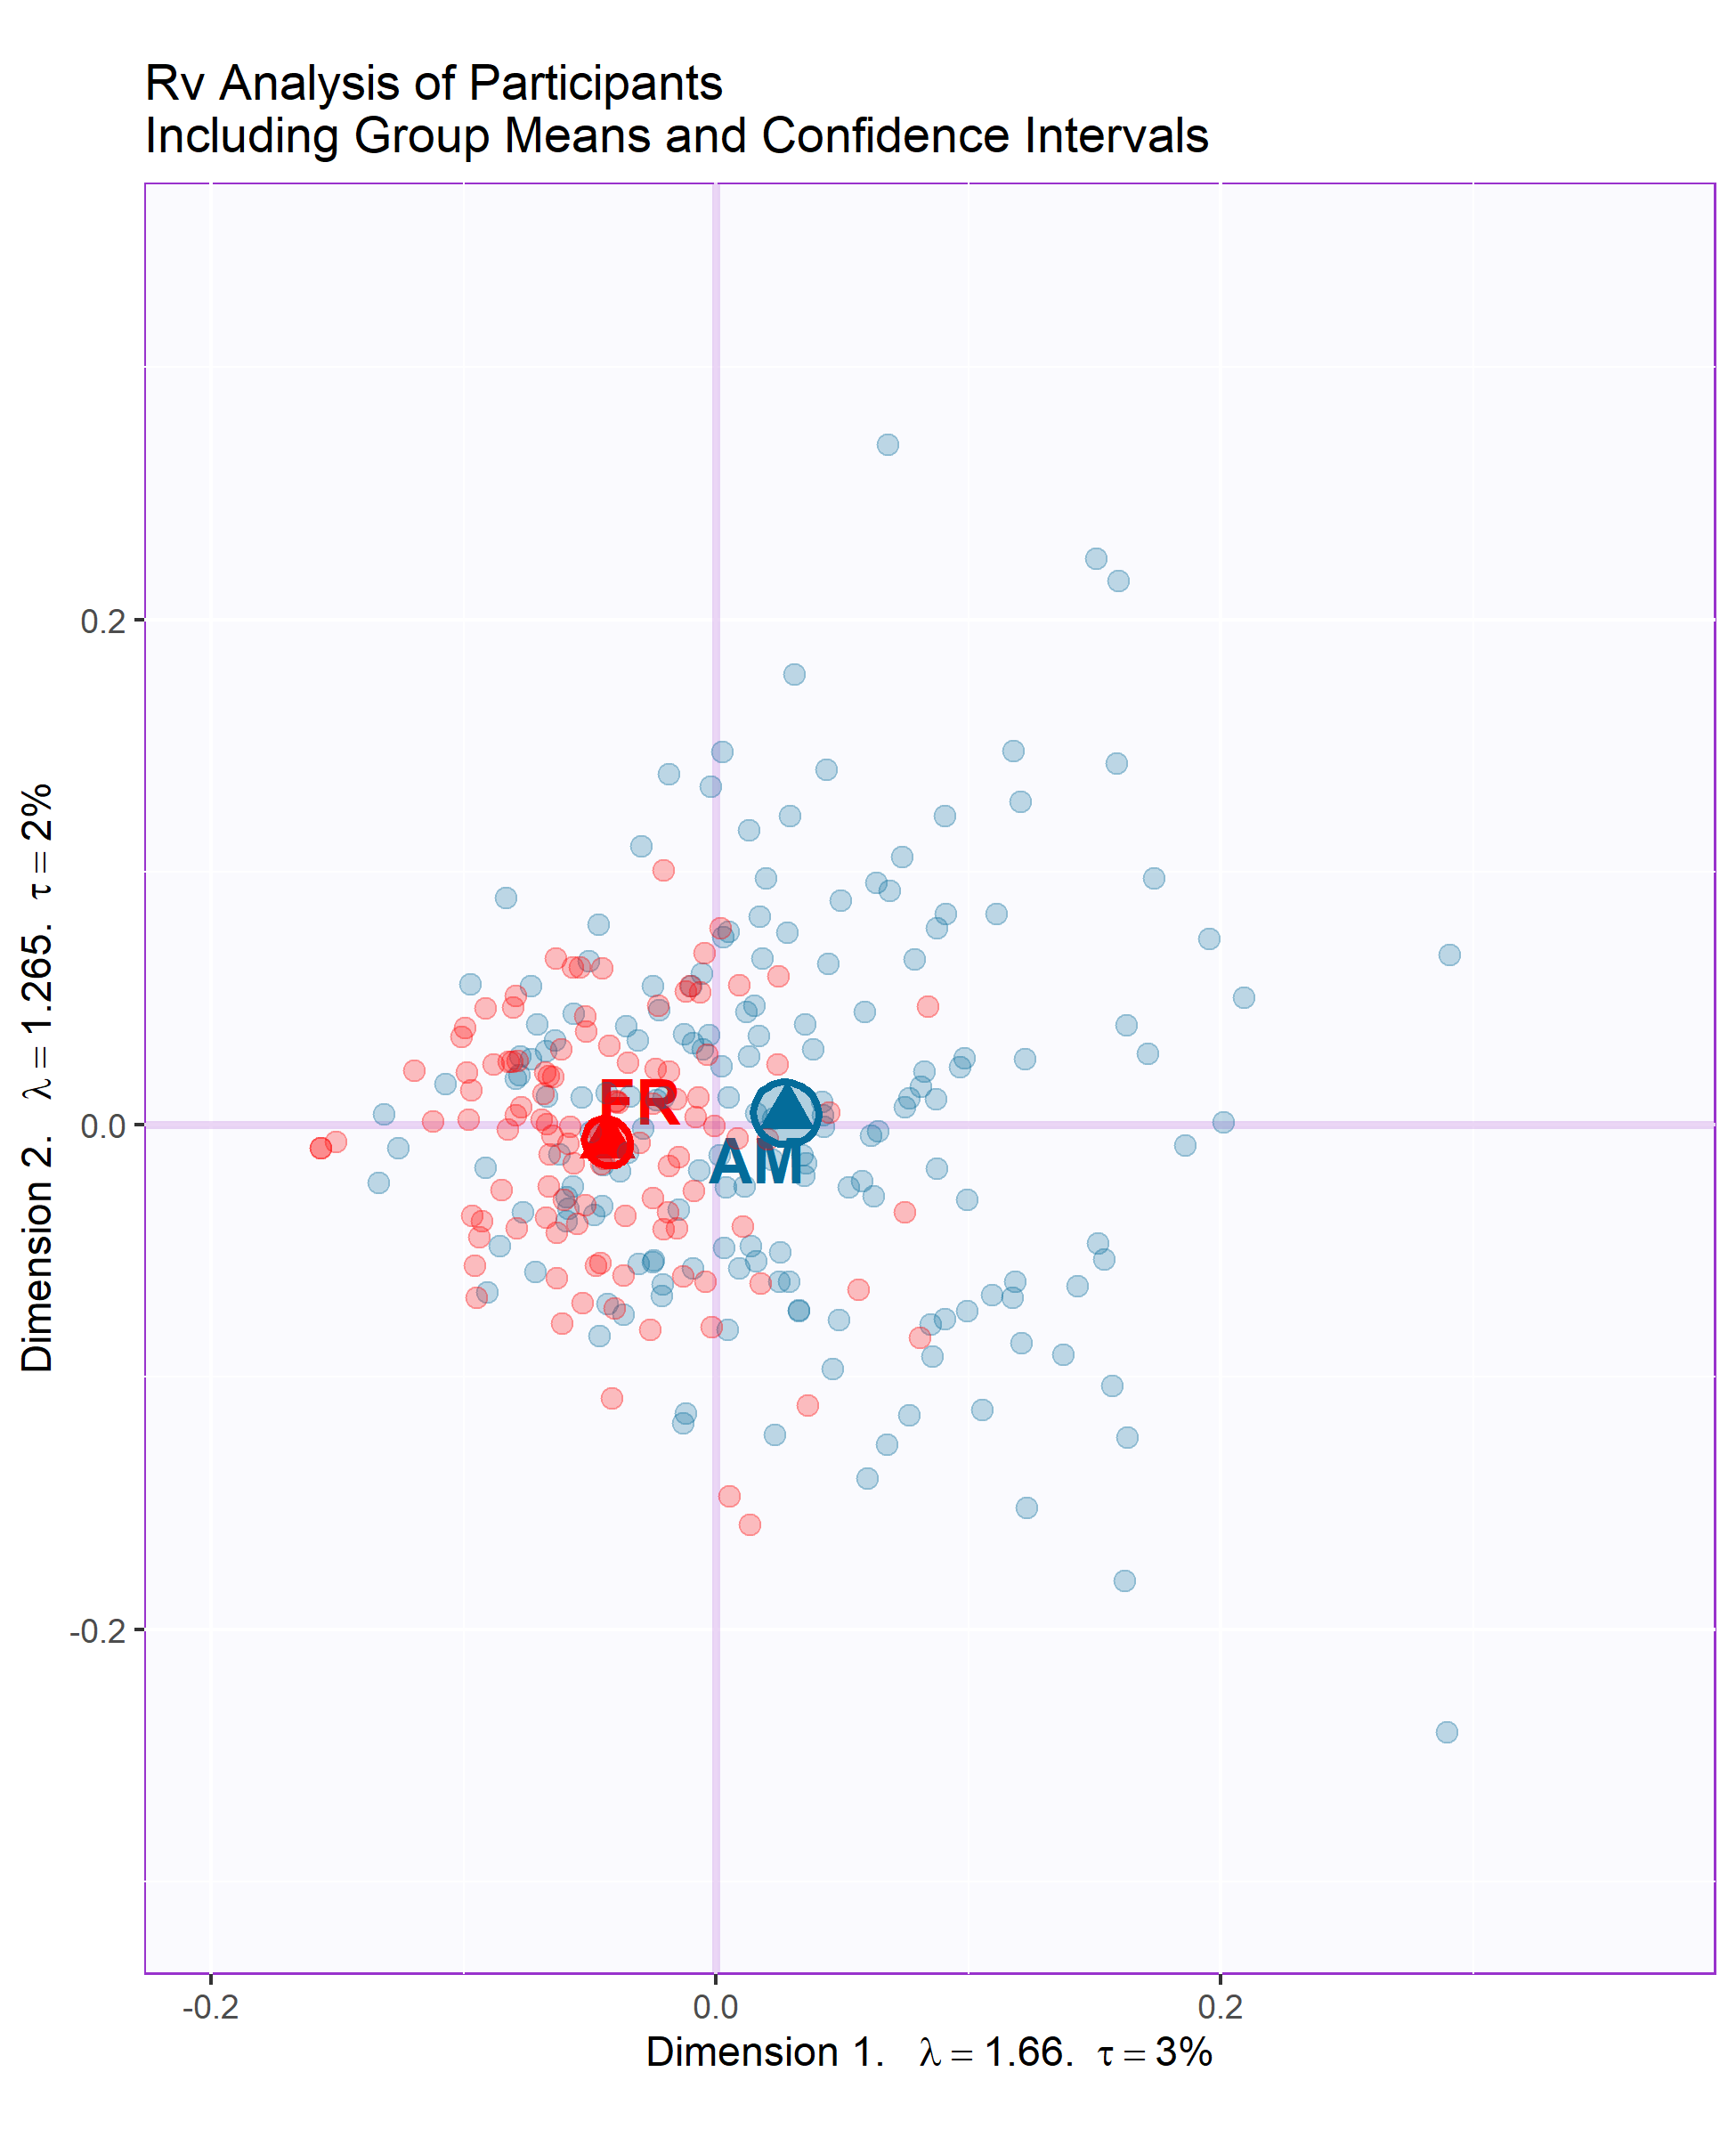 Rv Analysis of Participants
Including Group Means and Confidence Intervals
Dimension 2. λ = 1.265. τ = 2%
0.2
0.0
-0.2
FR
AM
-0.2 0.0 0.2
Dimension 1. λ = 1.66. τ = 3%